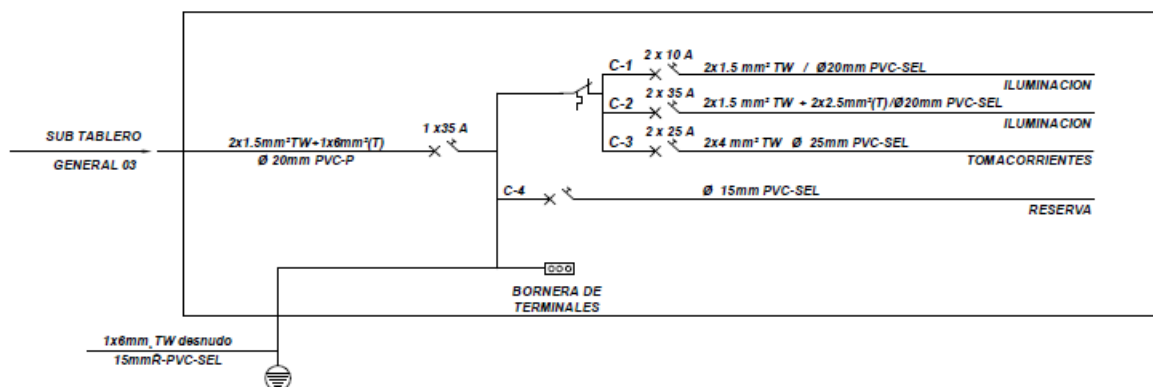 SUB TABLERO
GENERAL 03
2x1.5mm²TW+1x6mm²(T)
Ø 20mm PVC-P
1 x35 A
C-1
2 x 10 A
2x1.5 mm² TW / Ø20mm PVC-SEL
ILUMINACION
C-2
2 x 35 A
2x1.5 mm² TW + 2x2.5mm²(T)/Ø20mm PVC-SEL
ILUMINACION
C-3
2 x 25 A
2x4 mm² TW Ø 25mm PVC-SEL
TOMACORRIENTES
C-4
Ø 15mm PVC-SEL
RESERVA
BORNERA DE
TERMINALES
1x6mm¸TW desnudo
15mmŘ-PVC-SEL